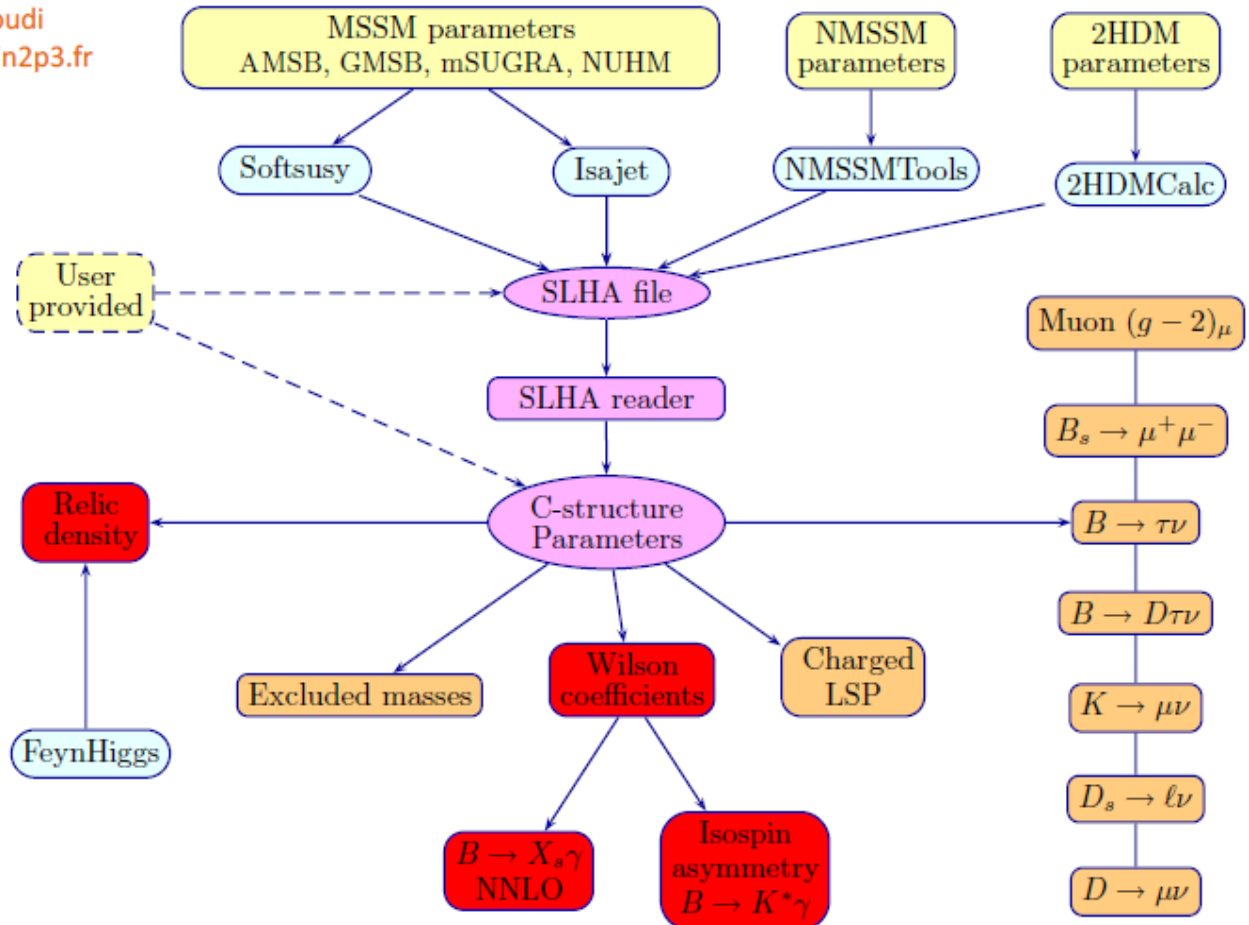 oudi
n2p3.fr
MSSM parameters
AMSB, GMSB, mSUGRA, NUHM
NMSSM
parameters
2HDM
parameters
Softsusy
Isajet
NMSSMTools
2HDMCalc
User
provided
SLHA file
Muon (g − 2)μ
SLHA reader
Bs → μ⁺μ⁻
Relic
density
C-structure
Parameters
B → τν
B → Dτν
Excluded masses
Wilson
coefficients
Charged
LSP
K → μν
FeynHiggs
Ds → ℓν
B → Xsγ
NNLO
Isospin
asymmetry
B → K*γ
D → μν